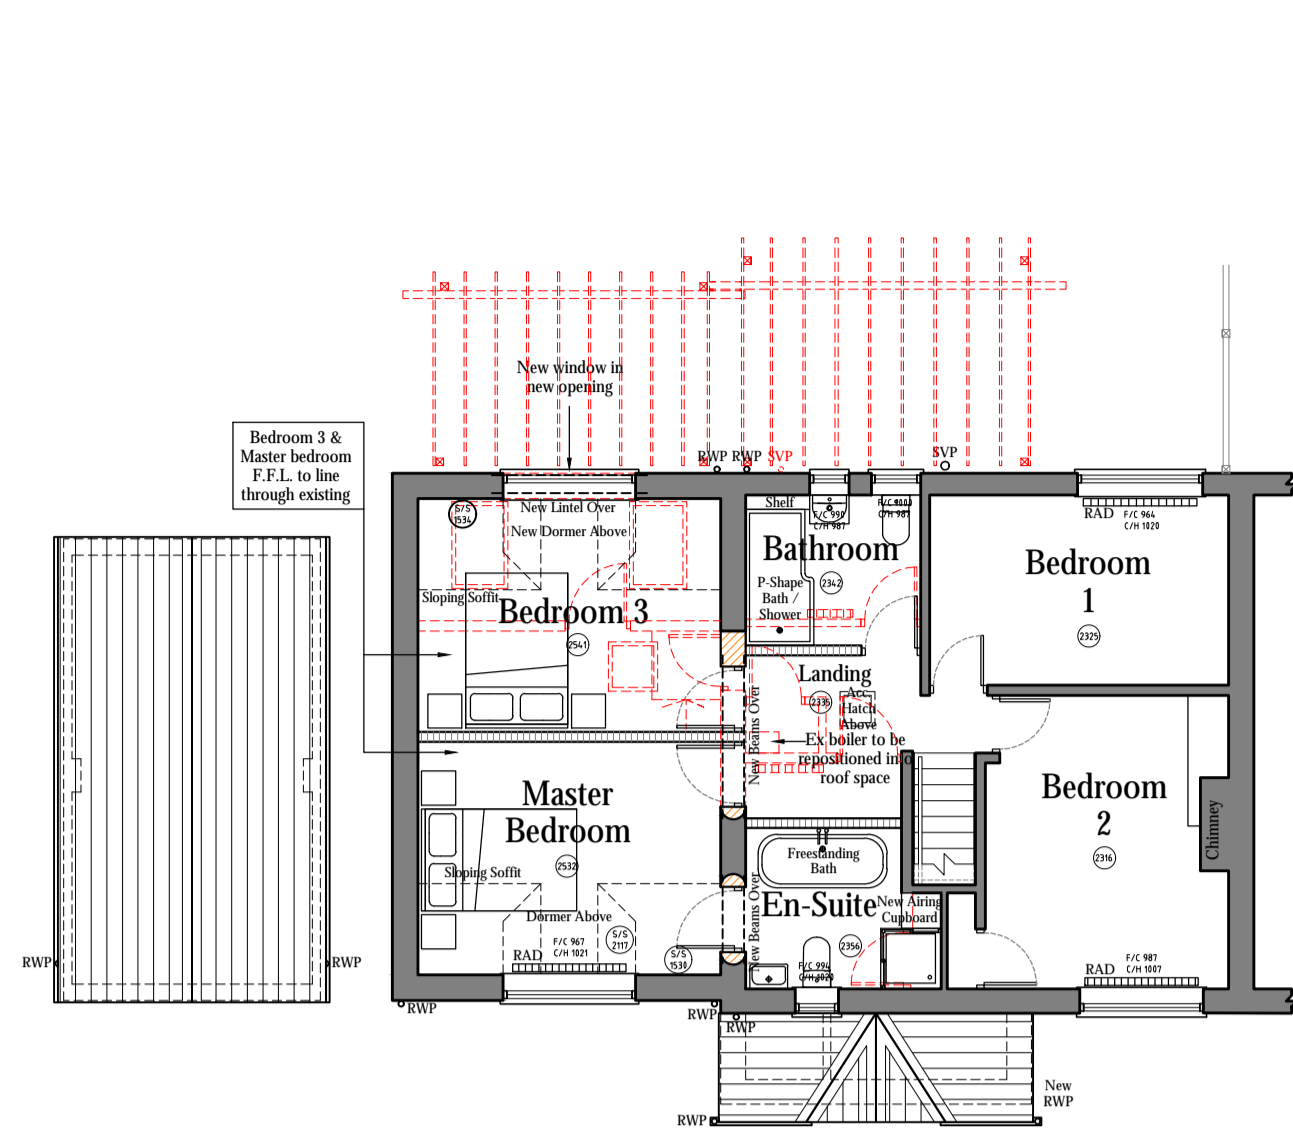 New window in
new opening
Bedroom 3 &
Master bedroom
F.F.L. to line
through existing
RWP
RWP
SVP
SVP
S/S
1534
New Lintel Over
New Dormer Above
Sloping Soffit
Bedroom 3
2541
Shelf
F/C 990
C/H 987
F/C 1000
C/H 987
Bathroom
2342
P-Shape
Bath /
Shower
RAD
F/C 964
C/H 1020
Bedroom
1
2325
Landing
2335
Acc.
Hatch
Above
New Beams Over
Ex boiler to be
repositioned into
roof space
Master
Bedroom
2532
Sloping Soffit
Dormer Above
F/C 967
C/H 1021
RAD
S/S
2117
S/S
1530
Freestanding
Bath
En-Suite
New Beams Over
2356
F/C 994
C/H 1020
New Airing
Cupboard
Bedroom
2
2316
Chimney
RAD
F/C 987
C/H 1007
RWP
RWP
RWP
RWP
RWP
New
RWP
RWP